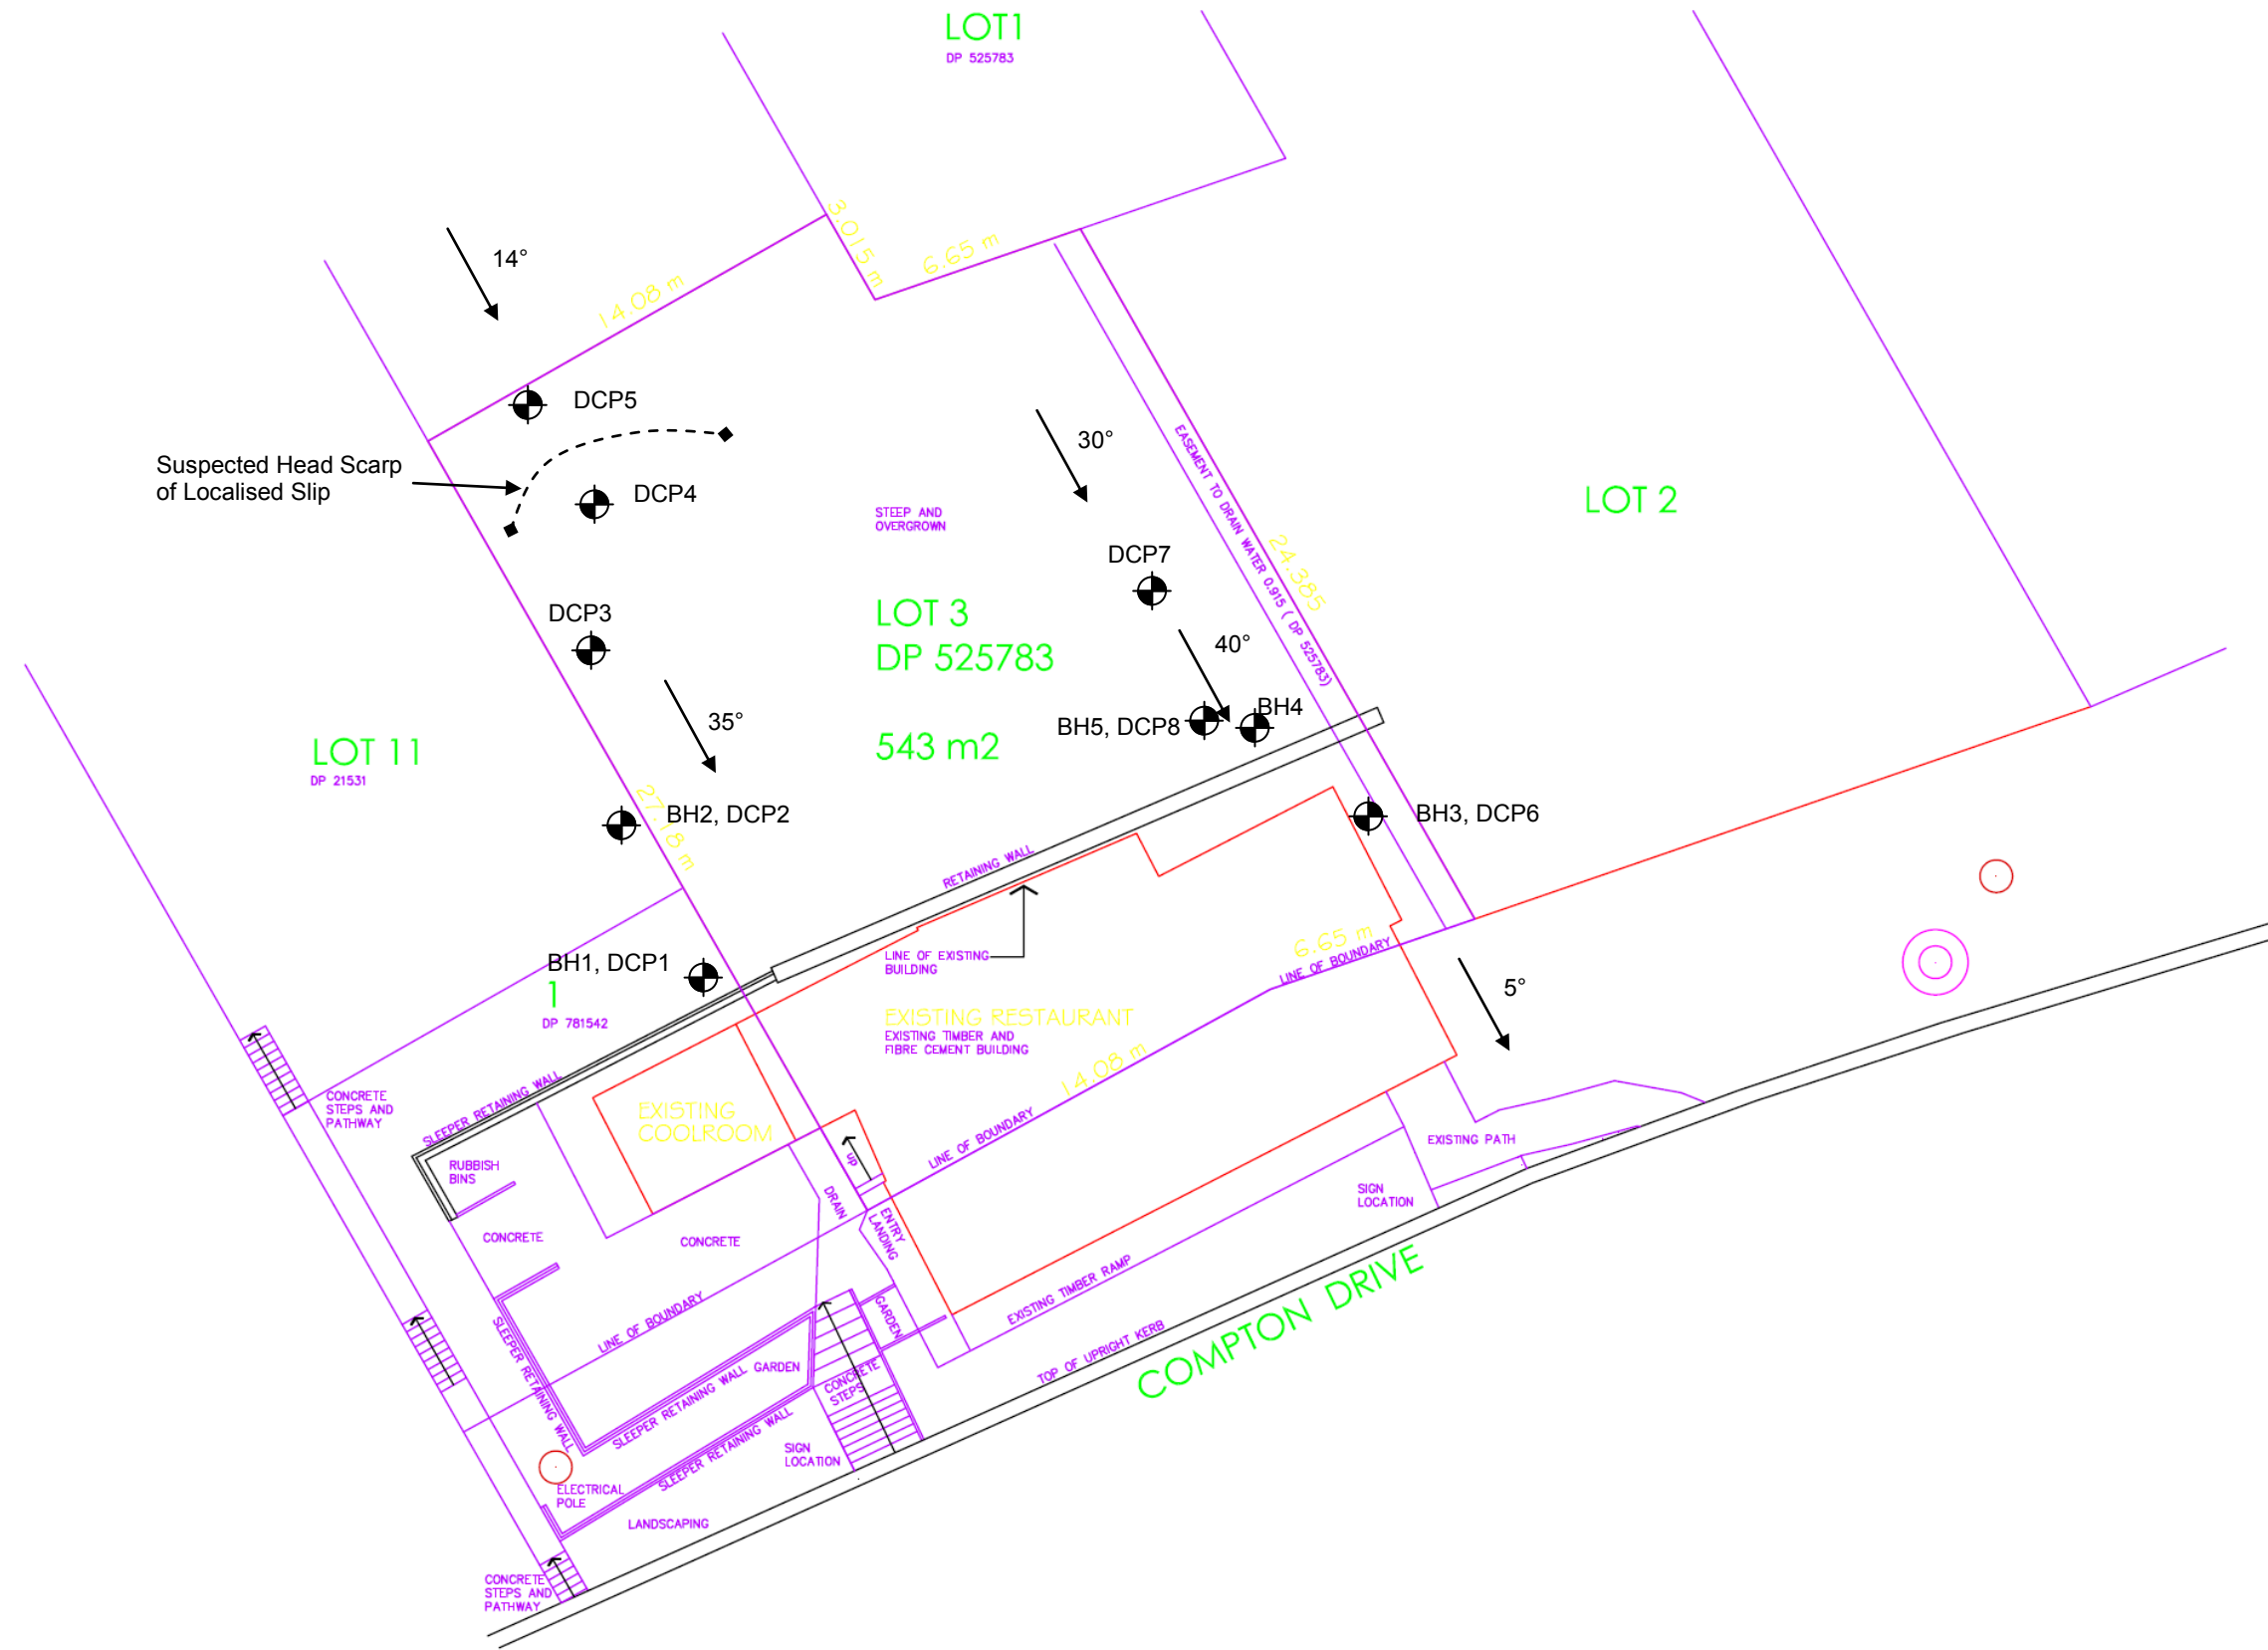 LOT1
DP 525783
14°
3.015 m
6.65 m
14.08 m
DCP5
30°
Suspected Head Scarp
of Localised Slip
DCP4
STEEP AND
OVERGROWN
LOT 2
EASEMENT TO DRAIN WATER 0.915 ( DP 525783)
24.385
DCP7
DCP3
LOT 3
DP 525783
40°
35°
BH4
BH5, DCP8
543 m2
LOT 11
DP 21531
27.18 m
BH2, DCP2
BH3, DCP6
RETAINING WALL
LINE OF EXISTING
BUILDING
6.65 m
LINE OF BOUNDARY
BH1, DCP1
1
DP 781542
5°
EXISTING RESTAURANT
EXISTING TIMBER AND
FIBRE CEMENT BUILDING
14.08 m
SLEEPER RETAINING WALL
CONCRETE
STEPS AND
PATHWAY
EXISTING
COOLROOM
LINE OF BOUNDARY
up
EXISTING PATH
RUBBISH
BINS
DRAIN
SIGN
LOCATION
ENTRY
LANDING
CONCRETE
CONCRETE
EXISTING TIMBER RAMP
COMPTON DRIVE
LINE OF BOUNDARY
GARDEN
SLEEPER RETAINING WALL
TOP OF UPRIGHT KERB
SLEEPER RETAINING WALL GARDEN
CONCRETE
STEPS
SLEEPER RETAINING WALL
SIGN
LOCATION
ELECTRICAL
POLE
LANDSCAPING
CONCRETE
STEPS AND
PATHWAY